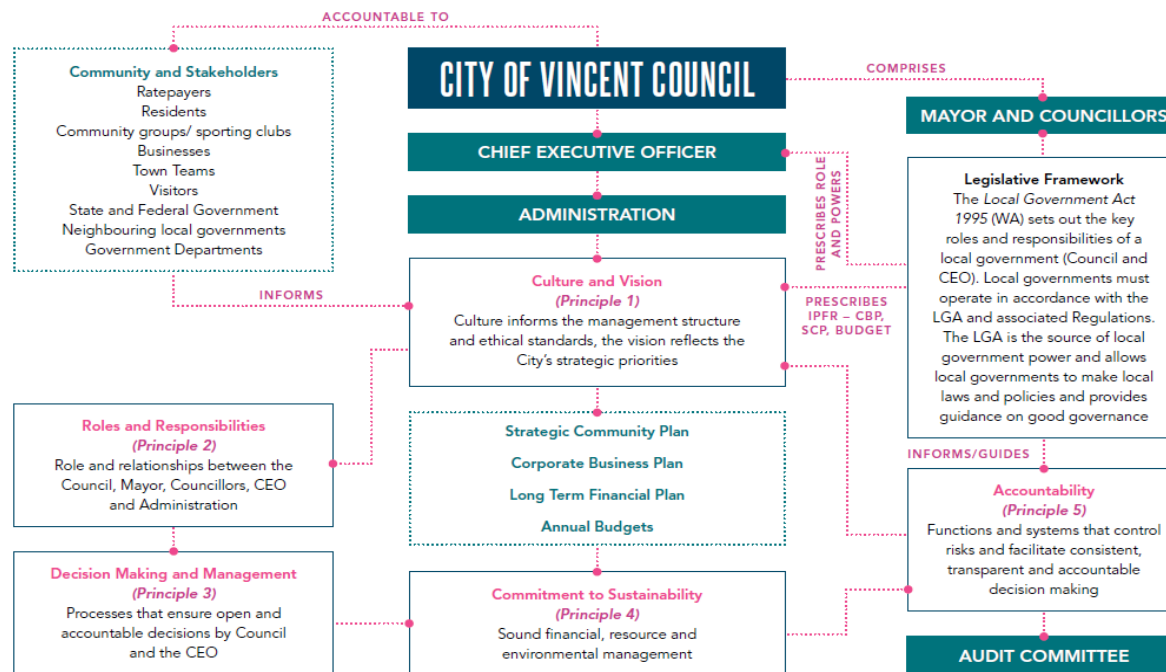 ACCOUNTABLE TO
Community and Stakeholders
Ratepayers
Residents
Community groups/ sporting clubs
Businesses
Town Teams
Visitors
State and Federal Government
Neighbouring local governments
Government Departments
CITY OF VINCENT COUNCIL
COMPRISES
MAYOR AND COUNCILLORS
CHIEF EXECUTIVE OFFICER
ADMINISTRATION
PRESCRIBES ROLE
AND POWERS
Legislative Framework
The Local Government Act
1995 (WA) sets out the key
roles and responsibilities of a
local government (Council and
CEO). Local governments must
operate in accordance with the
LGA and associated Regulations.
The LGA is the source of local
government power and allows
local governments to make local
laws and policies and provides
guidance on good governance
INFORMS
Culture and Vision
(Principle 1)
Culture informs the management structure
and ethical standards, the vision reflects the
City’s strategic priorities
PRESCRIBES
IPFR – CBP,
SCP, BUDGET
Roles and Responsibilities
(Principle 2)
Role and relationships between the
Council, Mayor, Councillors, CEO
and Administration
Strategic Community Plan
Corporate Business Plan
Long Term Financial Plan
Annual Budgets
INFORMS/GUIDES
Accountability
(Principle 5)
Functions and systems that control
risks and facilitate consistent,
transparent and accountable
decision making
Decision Making and Management
(Principle 3)
Processes that ensure open and
accountable decisions by Council
and the CEO
Commitment to Sustainability
(Principle 4)
Sound financial, resource and
environmental management
AUDIT COMMITTEE